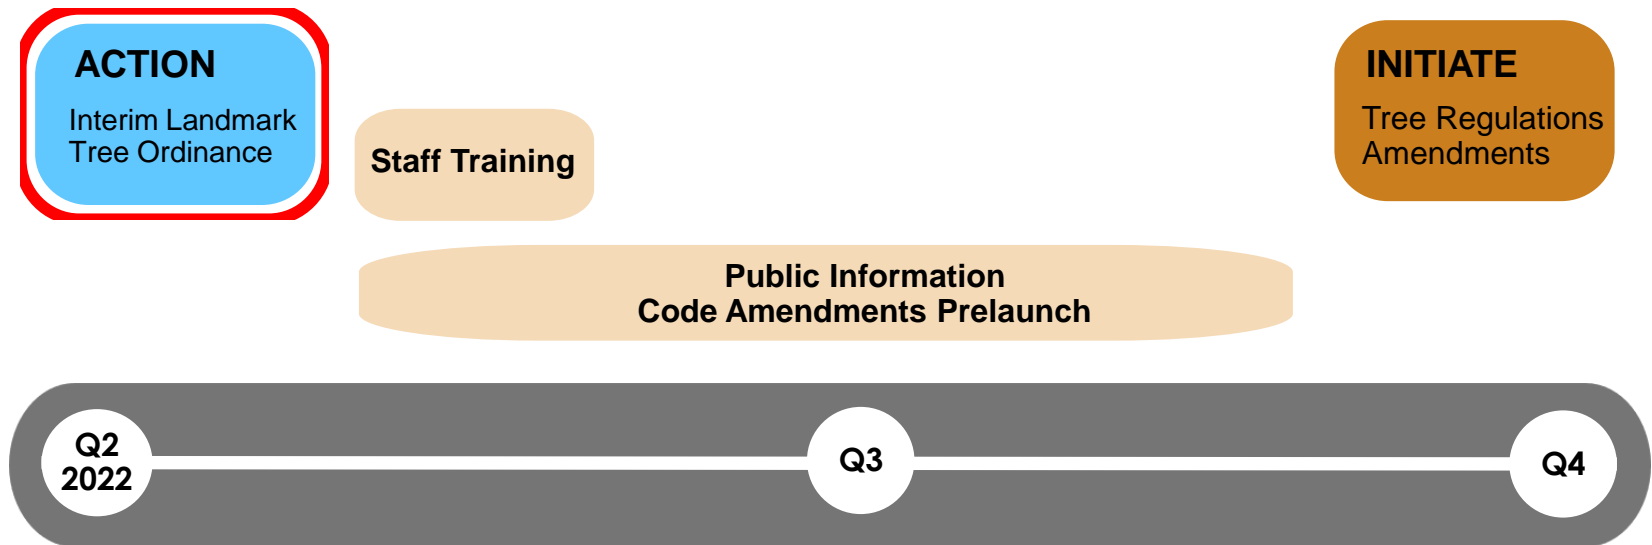 ACTION
Interim Landmark
Tree Ordinance
Staff Training
INITIATE
Tree Regulations
Amendments
Public Information
Code Amendments Prelaunch
Q2
2022
Q3
Q4